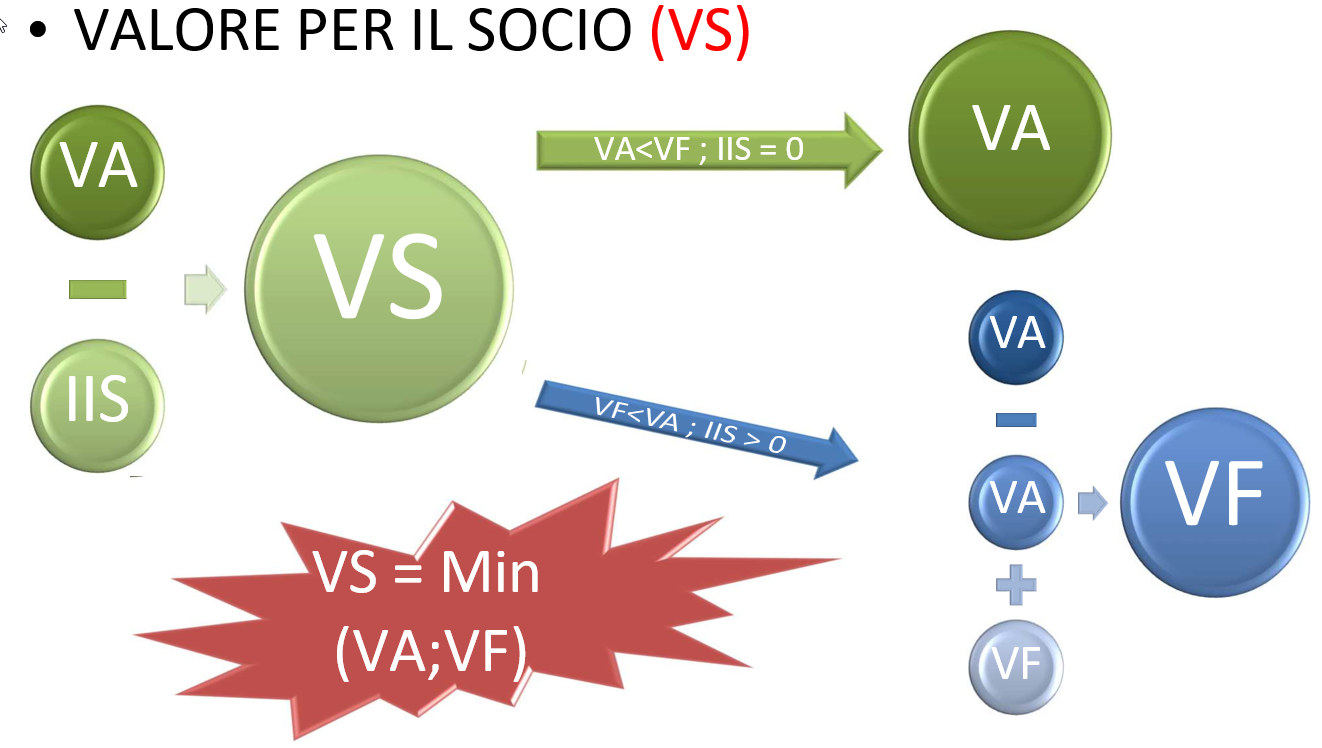 • VALORE PER IL SOCIO (VS)
VA
IIS
VS
VA<VF ; IIS = 0
VA
VF<VA ; IIS > 0
VA
VA
VF
VF
VS = Min
(VA;VF)